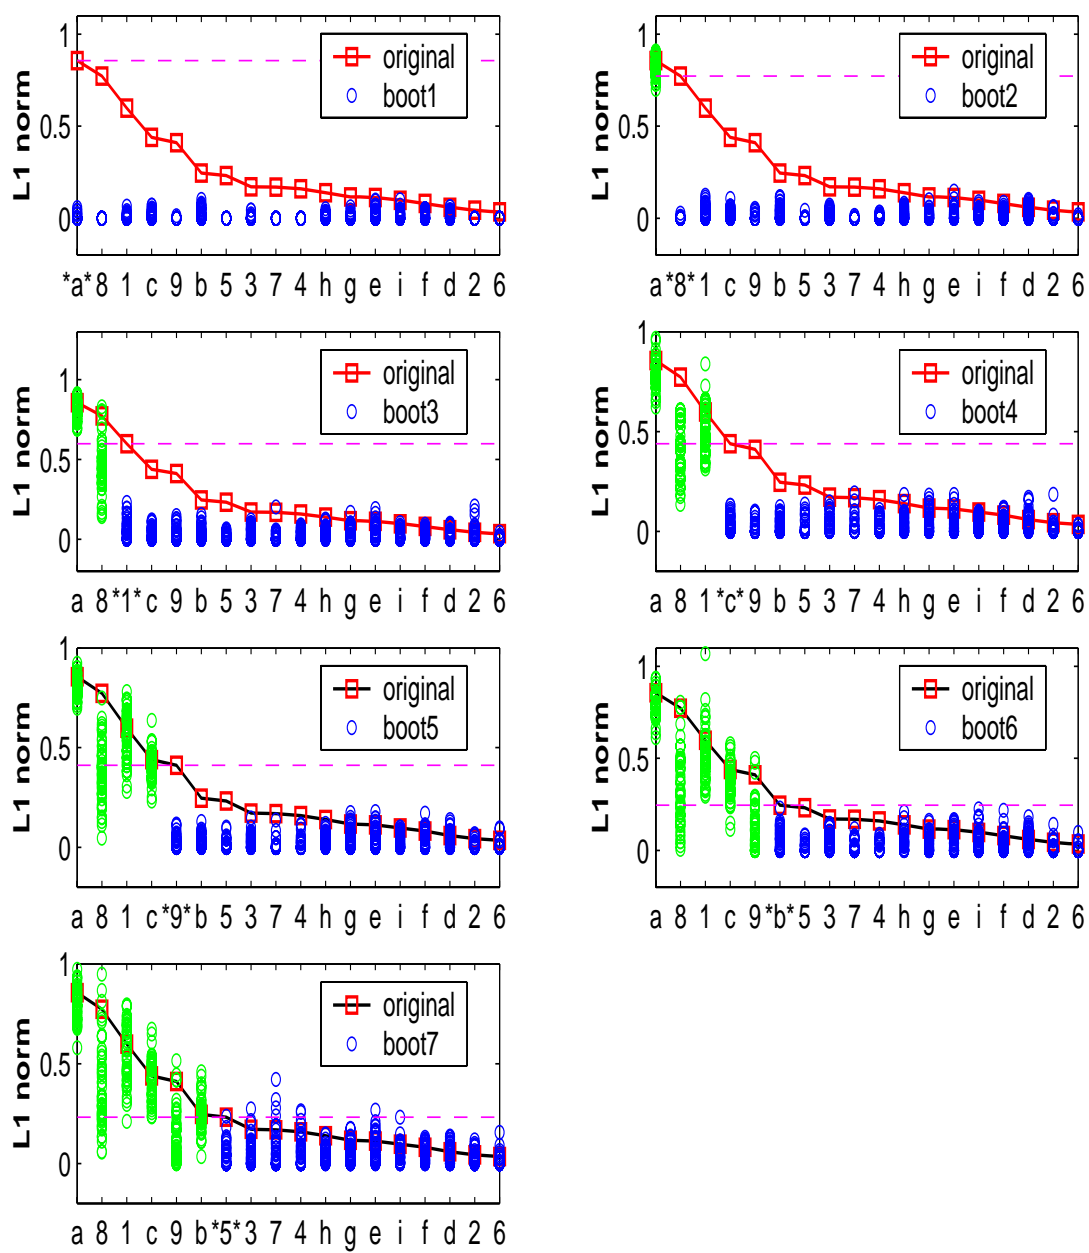 1
0.5
0
L1 norm
original
boot1
*a* 8 1 c 9 b 5 3 7 4 h g e i f d 2 6
1
0.5
0
L1 norm
original
boot2
a *8* 1 c 9 b 5 3 7 4 h g e i f d 2 6
1
0.5
0
L1 norm
original
boot3
a 8 *1* c 9 b 5 3 7 4 h g e i f d 2 6
1
0.5
0
L1 norm
original
boot4
a 8 1 *c* 9 b 5 3 7 4 h g e i f d 2 6
1
0.5
0
L1 norm
original
boot5
a 8 1 c *9* b 5 3 7 4 h g e i f d 2 6
1
0.5
0
L1 norm
original
boot6
a 8 1 c 9 *b* 5 3 7 4 h g e i f d 2 6
1
0.5
0
L1 norm
original
boot7
a 8 1 c 9 b *5* 3 7 4 h g e i f d 2 6